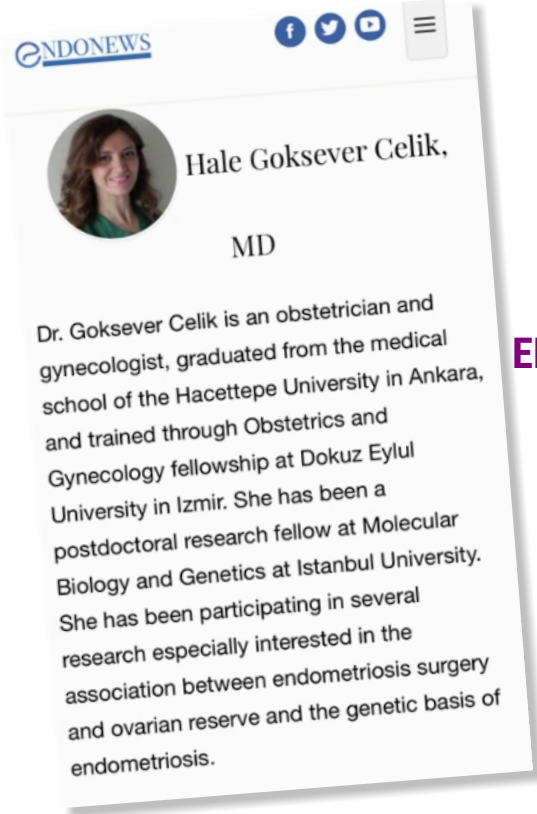 ENDONEWS
Hale Goksever Celik,
MD
Dr. Goksever Celik is an obstetrician and
gynecologist, graduated from the medical
school of the Hacettepe University in Ankara,
and trained through Obstetrics and
Gynecology fellowship at Dokuz Eylul
University in Izmir. She has been a
postdoctoral research fellow at Molecular
Biology and Genetics at Istanbul University.
She has been participating in several
research especially interested in the
association between endometriosis surgery
and ovarian reserve and the genetic basis of
endometriosis.